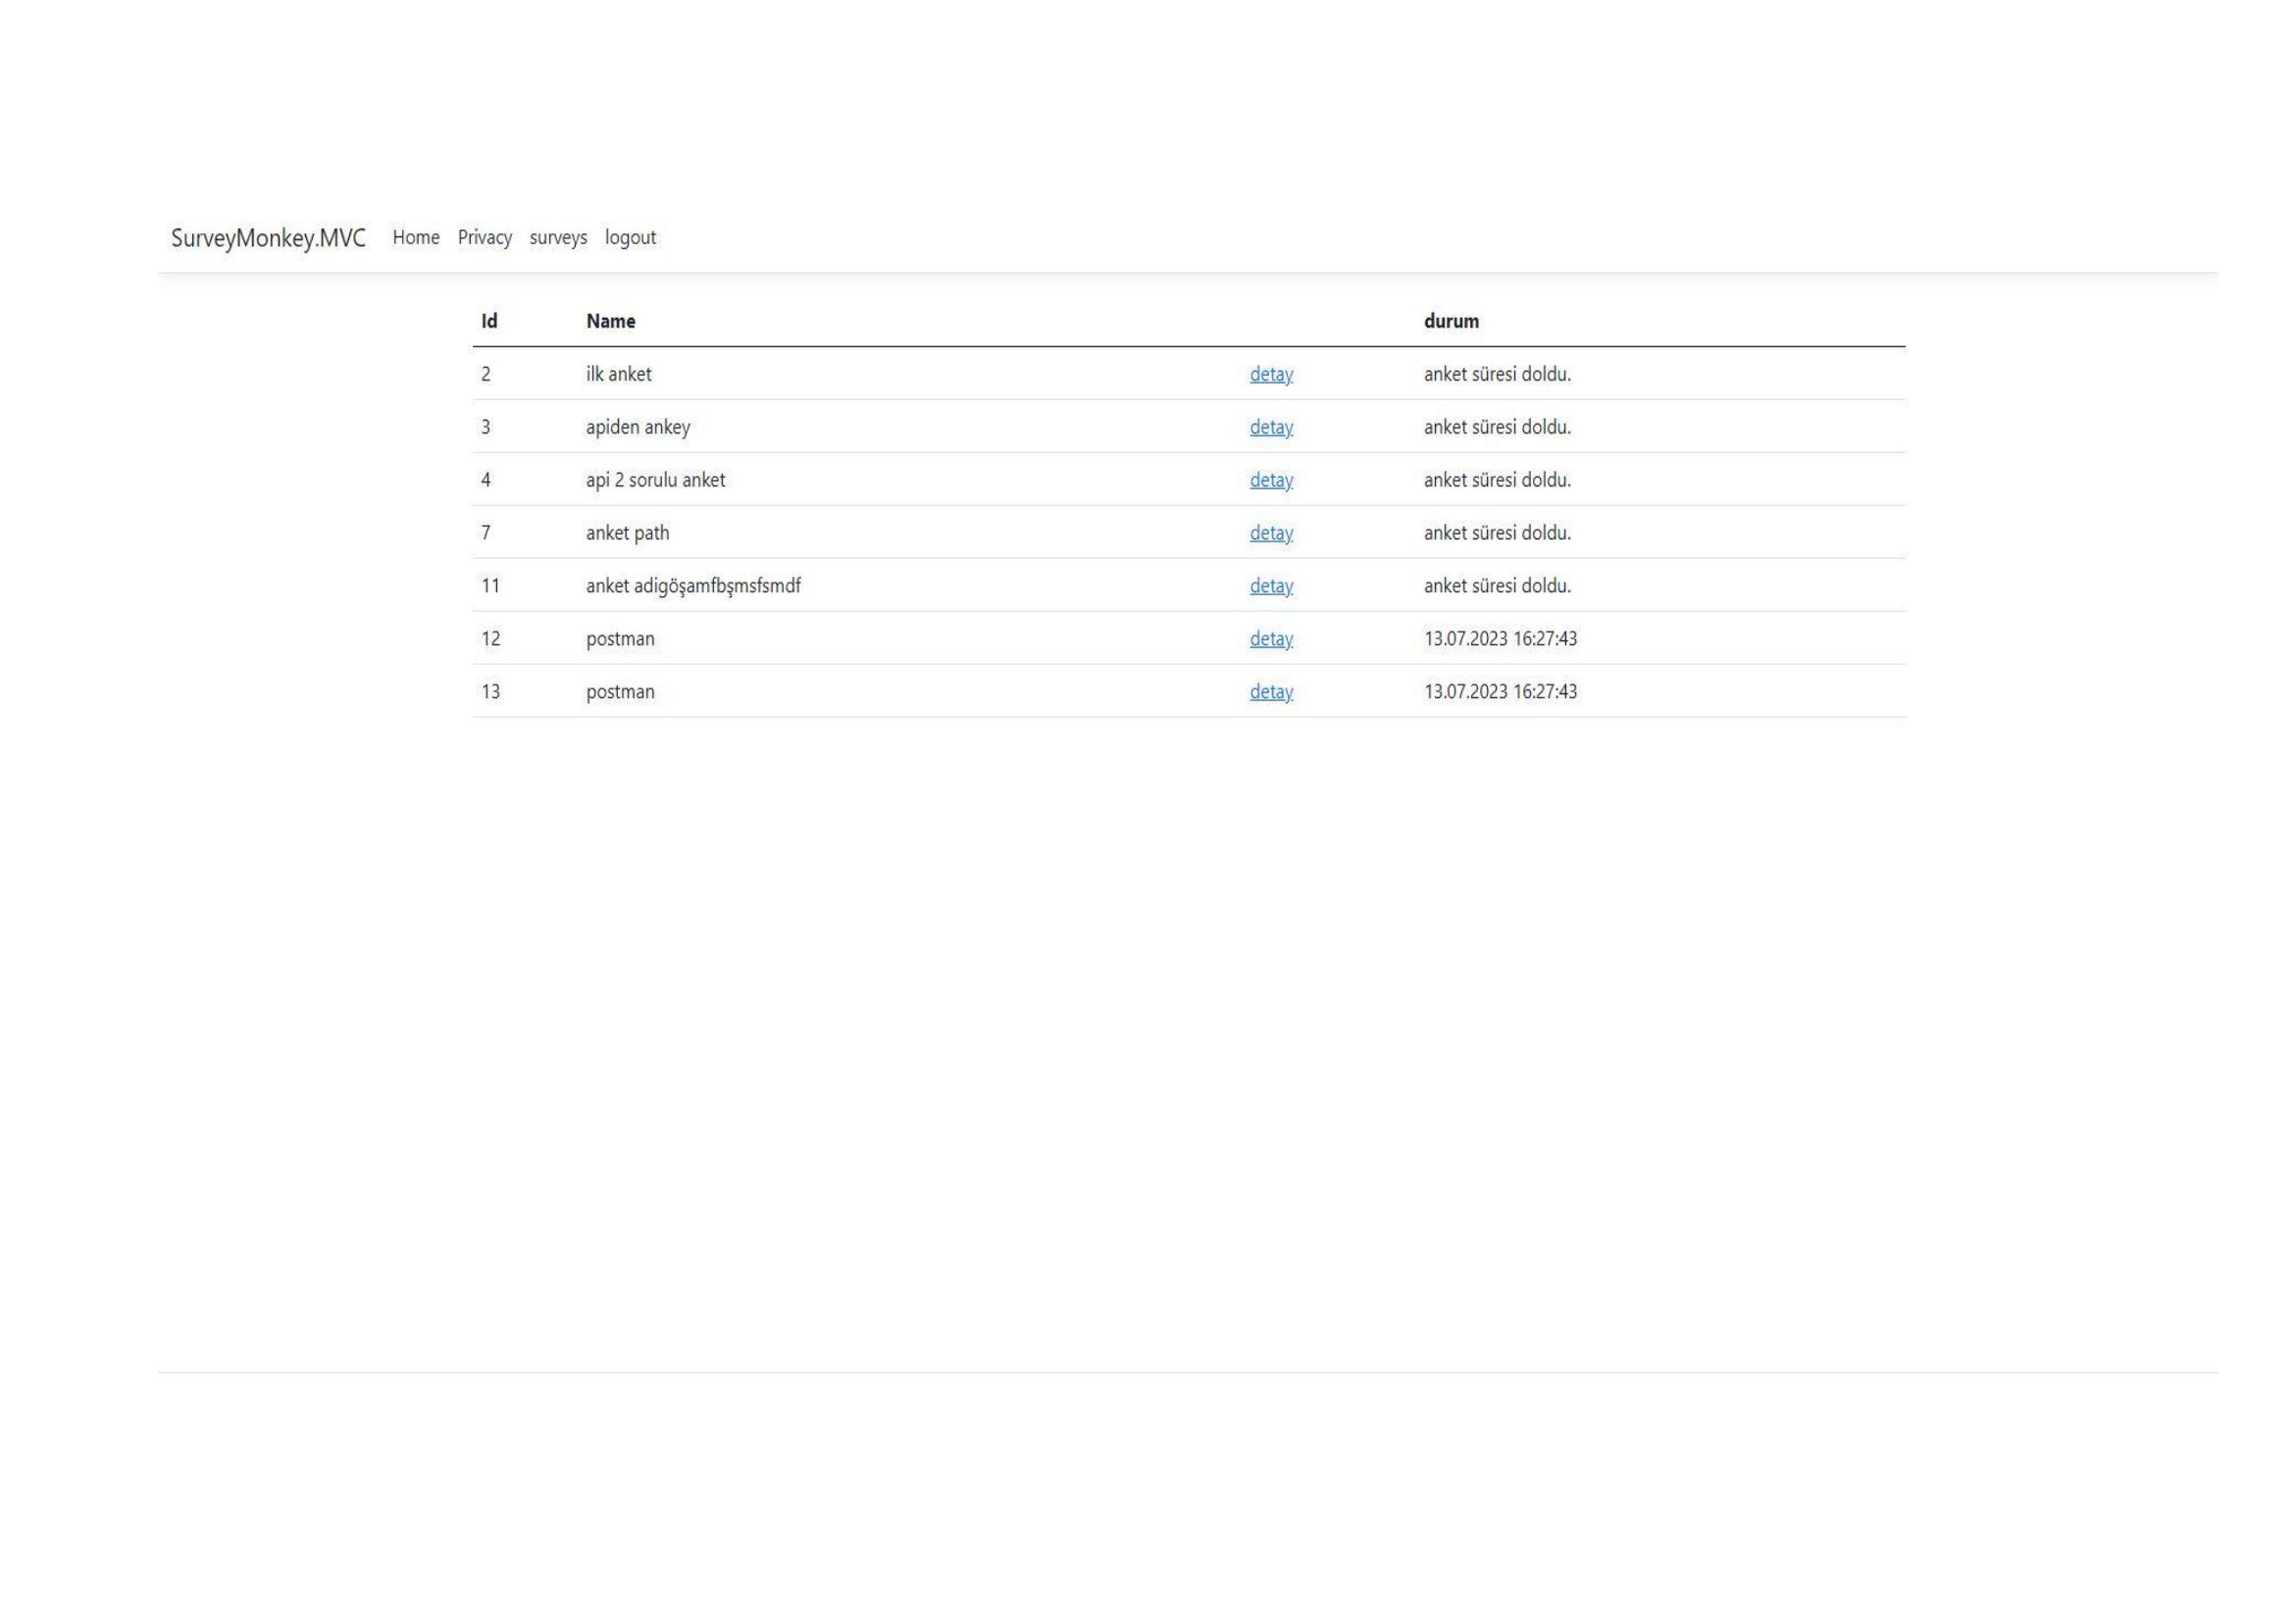 SurveyMonkey.MVC Home Privacy surveys logout
Id Name durum
2 ilk anket detay anket süresi doldu.
3 apiden ankey detay anket süresi doldu.
4 api 2 sorulu anket detay anket süresi doldu.
7 anket path detay anket süresi doldu.
11 anket adigöşamfbşmsfsmdf detay anket süresi doldu.
12 postman detay 13.07.2023 16:27:43
13 postman detay 13.07.2023 16:27:43